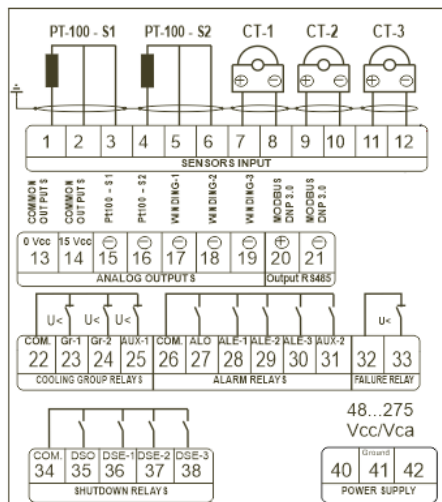 PT-100 - S1 PT-100 - S2 CT-1 CT-2 CT-3
1 2 3 4 5 6 7 8 9 10 11 12
SENSORS INPUT
COMMON OUTPUTS
COMMON OUTPUTS
Pt100 - S1
Pt100 - S2
WINDING-1
WINDING-2
WINDING-3
MODBUS DNP 3.0
MODBUS DNP 3.0
0 Vcc 15 Vcc
13 14 15 16 17 18 19 20 21
ANALOG OUTPUTS Output RS485
U< U< U< U<
COM. Gr-1 Gr-2 AUX-1 COM. ALO ALE-1 ALE-2 ALE-3 AUX-2
22 23 24 25 26 27 28 29 30 31 32 33
COOLING GROUP RELAYS ALARM RELAYS FAILURE RELAY
48...275
Vcc/Vca
COM. DSO DSE-1 DSE-2 DSE-3
34 35 36 37 38
SHUTDOWN RELAYS
Ground
40 41 42
POWER SUPPLY